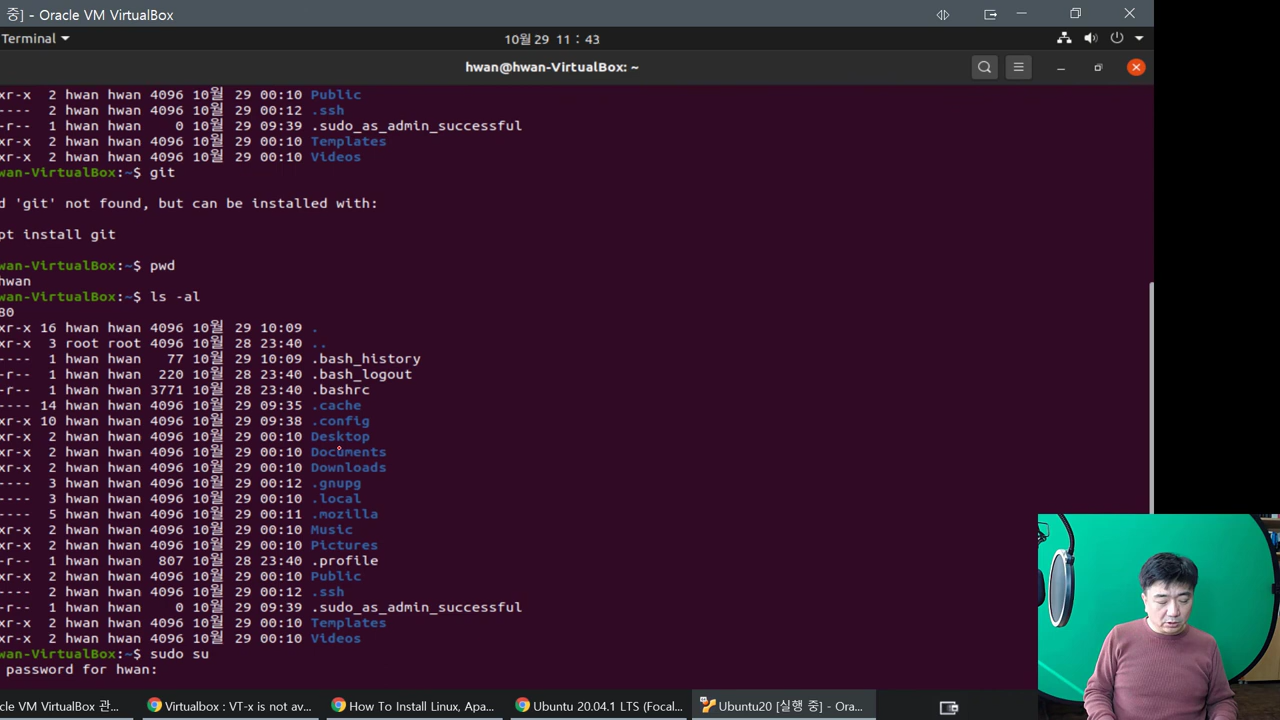 중] - Oracle VM VirtualBox
Terminal
10월 29 11 : 43
hwan@hwan-VirtualBox: ~
xr-x 2 hwan hwan 4096 10월 29 00:10 Public
---- 2 hwan hwan 4096 10월 29 00:12 .ssh
-r-- 1 hwan hwan 0 10월 29 09:39 .sudo_as_admin_successful
xr-x 2 hwan hwan 4096 10월 29 00:10 Templates
xr-x 2 hwan hwan 4096 10월 29 00:10 Videos
wan-VirtualBox:~$ git
d 'git' not found, but can be installed with:
pt install git
wan-VirtualBox:~$ pwd
hwan
wan-VirtualBox:~$ ls -al
80
xr-x 16 hwan hwan 4096 10월 29 10:09 .
xr-x 3 root root 4096 10월 28 23:40 ..
---- 1 hwan hwan 77 10월 29 10:09 .bash_history
-r-- 1 hwan hwan 220 10월 28 23:40 .bash_logout
-r-- 1 hwan hwan 3771 10월 28 23:40 .bashrc
---- 14 hwan hwan 4096 10월 29 09:35 .cache
xr-x 10 hwan hwan 4096 10월 29 09:38 .config
xr-x 2 hwan hwan 4096 10월 29 00:10 Desktop
xr-x 2 hwan hwan 4096 10월 29 00:10 Documents
xr-x 2 hwan hwan 4096 10월 29 00:10 Downloads
---- 3 hwan hwan 4096 10월 29 00:12 .gnupg
---- 3 hwan hwan 4096 10월 29 00:10 .local
---- 5 hwan hwan 4096 10월 29 00:11 .mozilla
xr-x 2 hwan hwan 4096 10월 29 00:10 Music
xr-x 2 hwan hwan 4096 10월 29 00:10 Pictures
-r-- 1 hwan hwan 807 10월 28 23:40 .profile
xr-x 2 hwan hwan 4096 10월 29 00:10 Public
---- 2 hwan hwan 4096 10월 29 00:12 .ssh
-r-- 1 hwan hwan 0 10월 29 09:39 .sudo_as_admin_successful
xr-x 2 hwan hwan 4096 10월 29 00:10 Templates
xr-x 2 hwan hwan 4096 10월 29 00:10 Videos
wan-VirtualBox:~$ sudo su
password for hwan:
cle VM VirtualBox 관... Virtualbox : VT-x is not av... How To Install Linux, Apa... Ubuntu 20.04.1 LTS (Focal... Ubuntu20 [실행 중] - Ora...